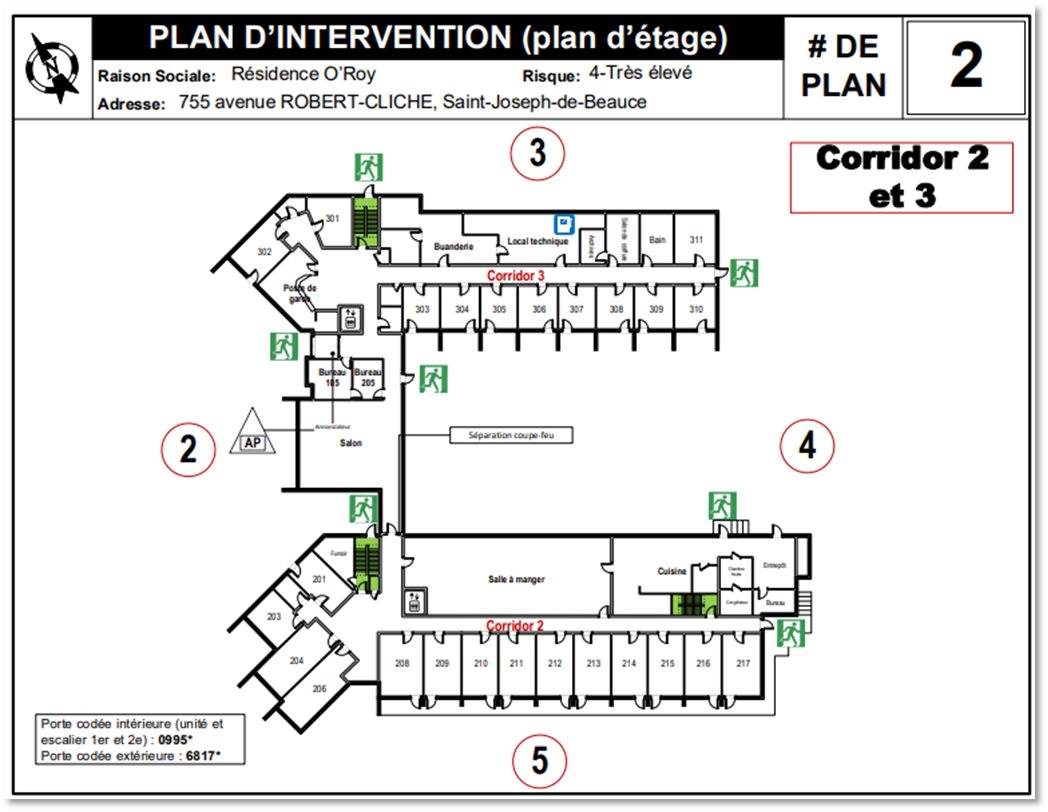 PLAN D'INTERVENTION (plan d'étage)
N
Raison Sociale: Résidence O'Roy
Risque: 4-Très élevé
Adresse: 755 avenue ROBERT-CLICHE, Saint-Joseph-de-Beauce
# DE
PLAN
2
Corridor 2
et 3
3
301
302
Poste de
garde
Buanderie
Local technique
Bain
311
Corridor 3
303
304
305
306
307
308
309
310
Bureau
105
Bureau
205
Annonciateur
AP
Salon
Séparation coupe-feu
2
4
Fumoir
201
203
204
206
Salle à manger
Cuisine
Chambre
froide
Entrepôt
Congélateur
Bureau
Corridor 2
208
209
210
211
212
213
214
215
216
217
Porte codée intérieure (unité et
escalier 1er et 2e) : 0995*
Porte codée extérieure : 6817*
5